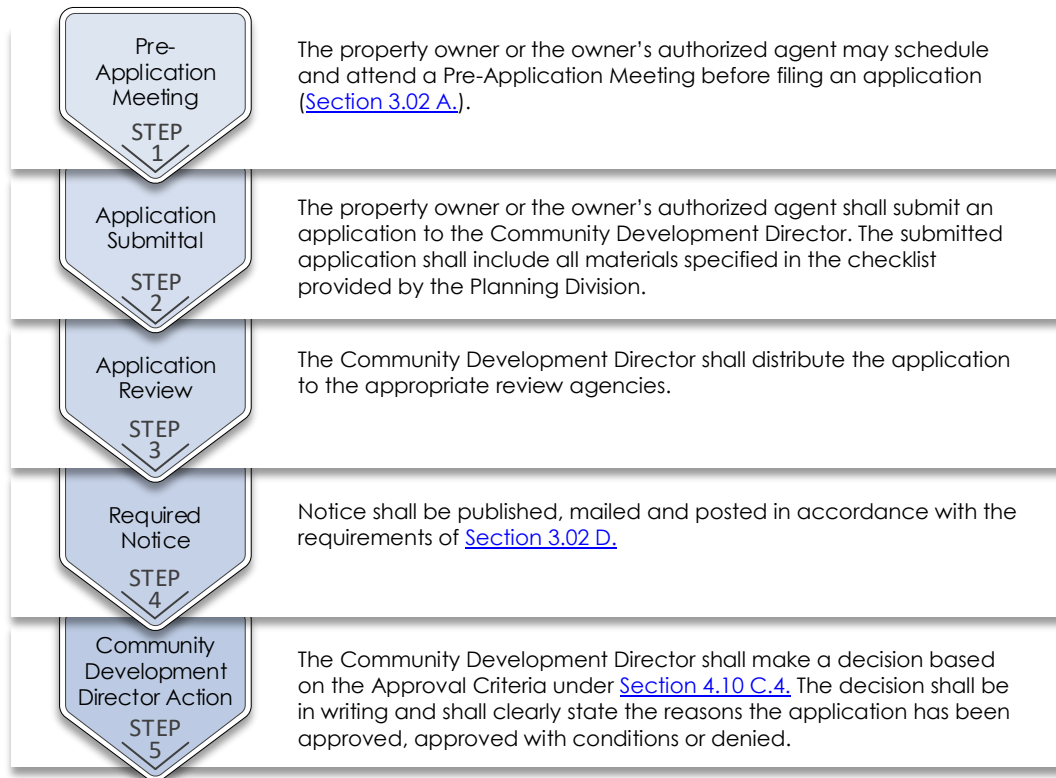 Pre-
Application
Meeting
STEP
1
The property owner or the owner’s authorized agent may schedule
and attend a Pre-Application Meeting before filing an application
(Section 3.02 A.).
Application
Submittal
STEP
2
The property owner or the owner’s authorized agent shall submit an
application to the Community Development Director. The submitted
application shall include all materials specified in the checklist
provided by the Planning Division.
Application
Review
STEP
3
The Community Development Director shall distribute the application
to the appropriate review agencies.
Required
Notice
STEP
4
Notice shall be published, mailed and posted in accordance with the
requirements of Section 3.02 D.
Community
Development
Director Action
STEP
5
The Community Development Director shall make a decision based
on the Approval Criteria under Section 4.10 C.4. The decision shall be
in writing and shall clearly state the reasons the application has been
approved, approved with conditions or denied.